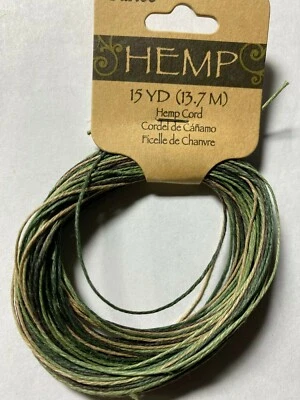 HEMP
15 YD (13.7 M)
Hemp Cord
Cordel de Cáñamo
Ficelle de Chanvre